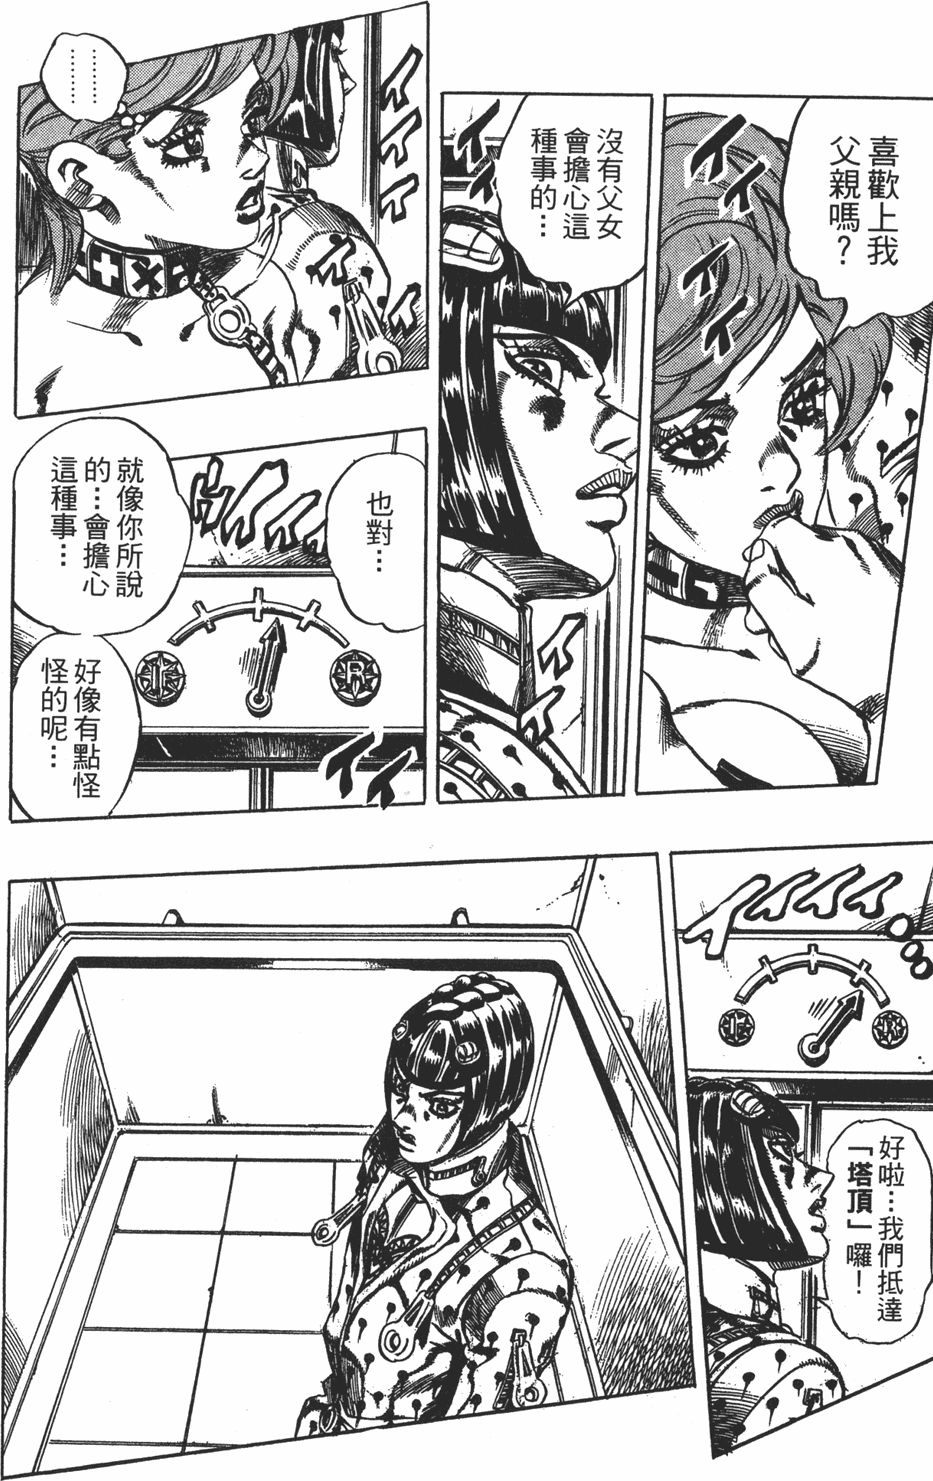 喜歡上我
父親嗎？
沒有父女
會擔心這
種事的…
………
………
也對…
就像你所說
的…會擔心
這種事…
好像有點怪
怪的呢…
1
R
1
R
好啦…我們抵達
「塔頂」囉！